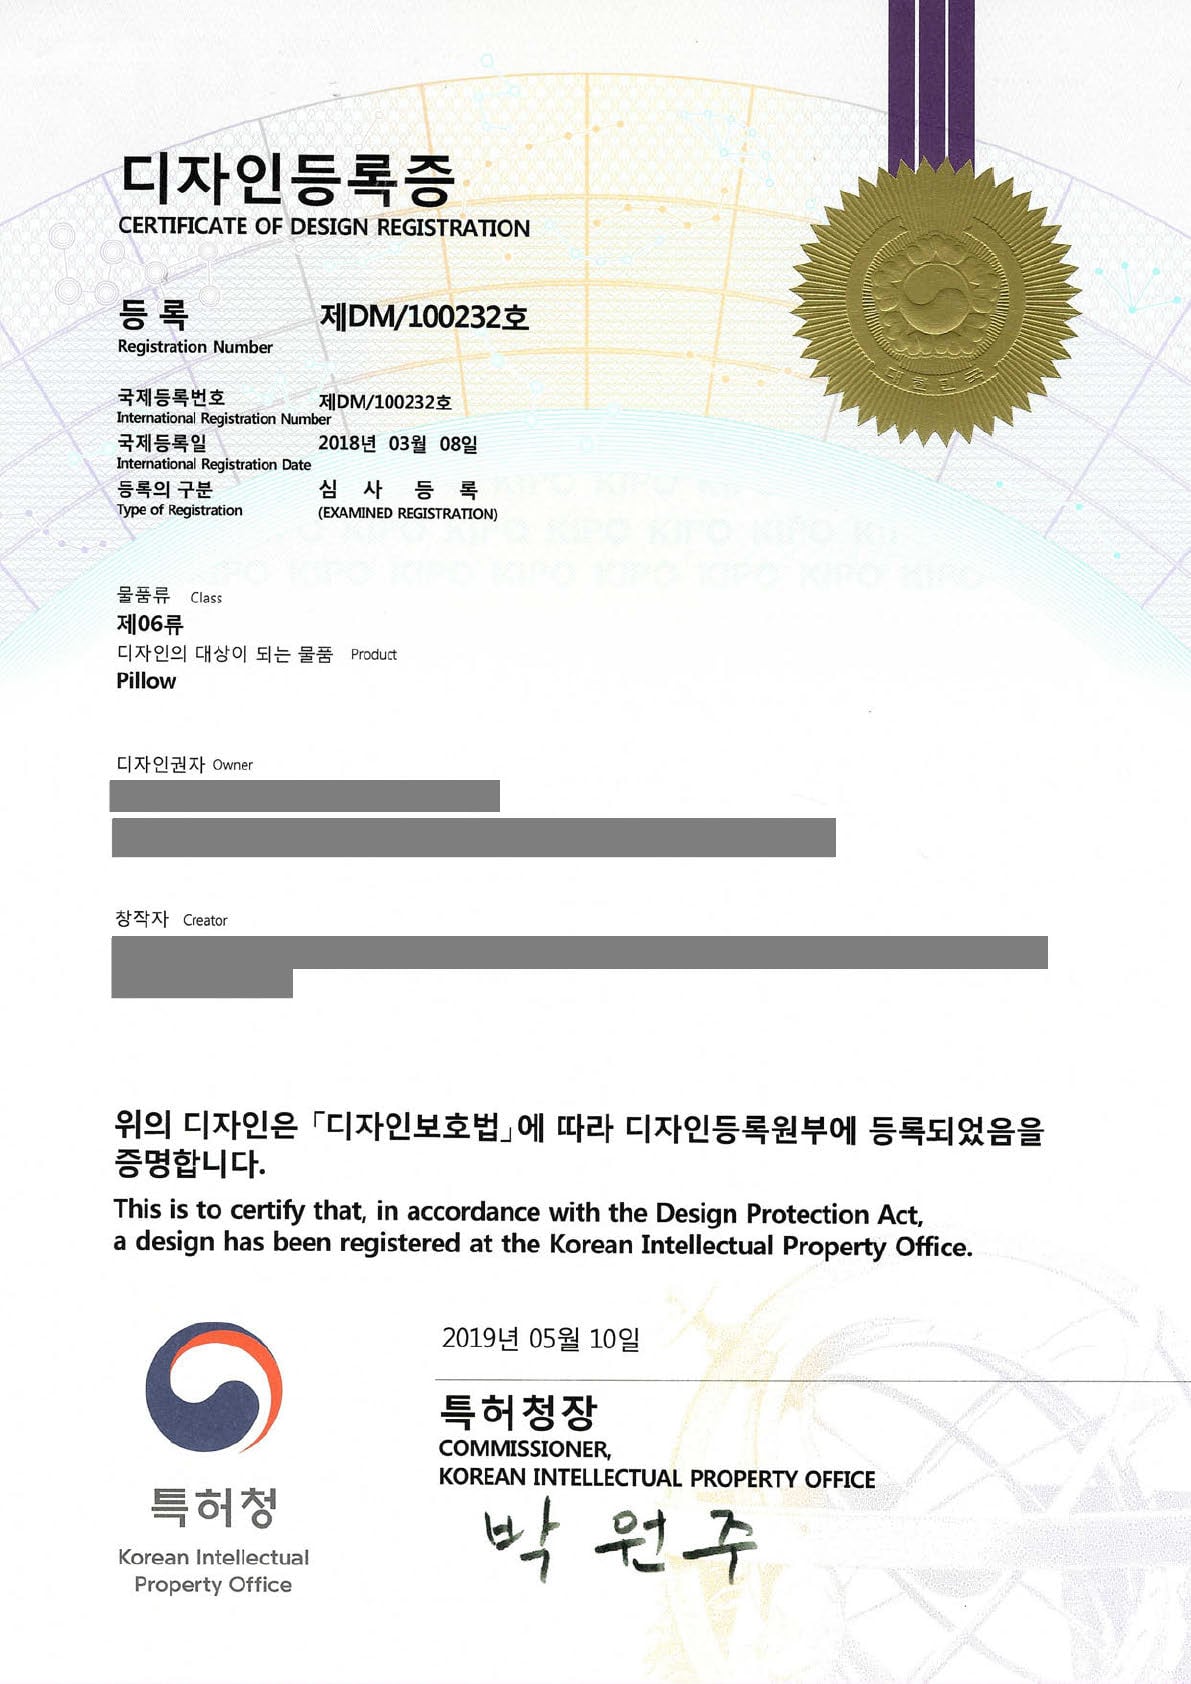 디자인등록증
CERTIFICATE OF DESIGN REGISTRATION
등 록 제DM/100232호
Registration Number
국제등록번호 제DM/100232호
International Registration Number
국제등록일 2018년 03월 08일
International Registration Date
등록의 구분 심 사 등 록
Type of Registration (EXAMINED REGISTRATION)
대한민국
KIPO KIPO KIPO
KIPO KIPO KIPO KIPO KIPO KIPO
KIPO KIPO KIPO KIPO KIPO KIPO KIPO KIPO
물품류 Class
제06류
디자인의 대상이 되는 물품 Product
Pillow
디자인권자 Owner
창작자 Creator
위의 디자인은 「디자인보호법」에 따라 디자인등록원부에 등록되었음을
증명합니다.
This is to certify that, in accordance with the Design Protection Act,
a design has been registered at the Korean Intellectual Property Office.
2019년 05월 10일
특허청장
COMMISSIONER,
KOREAN INTELLECTUAL PROPERTY OFFICE
박원주
특허청
Korean Intellectual
Property Office